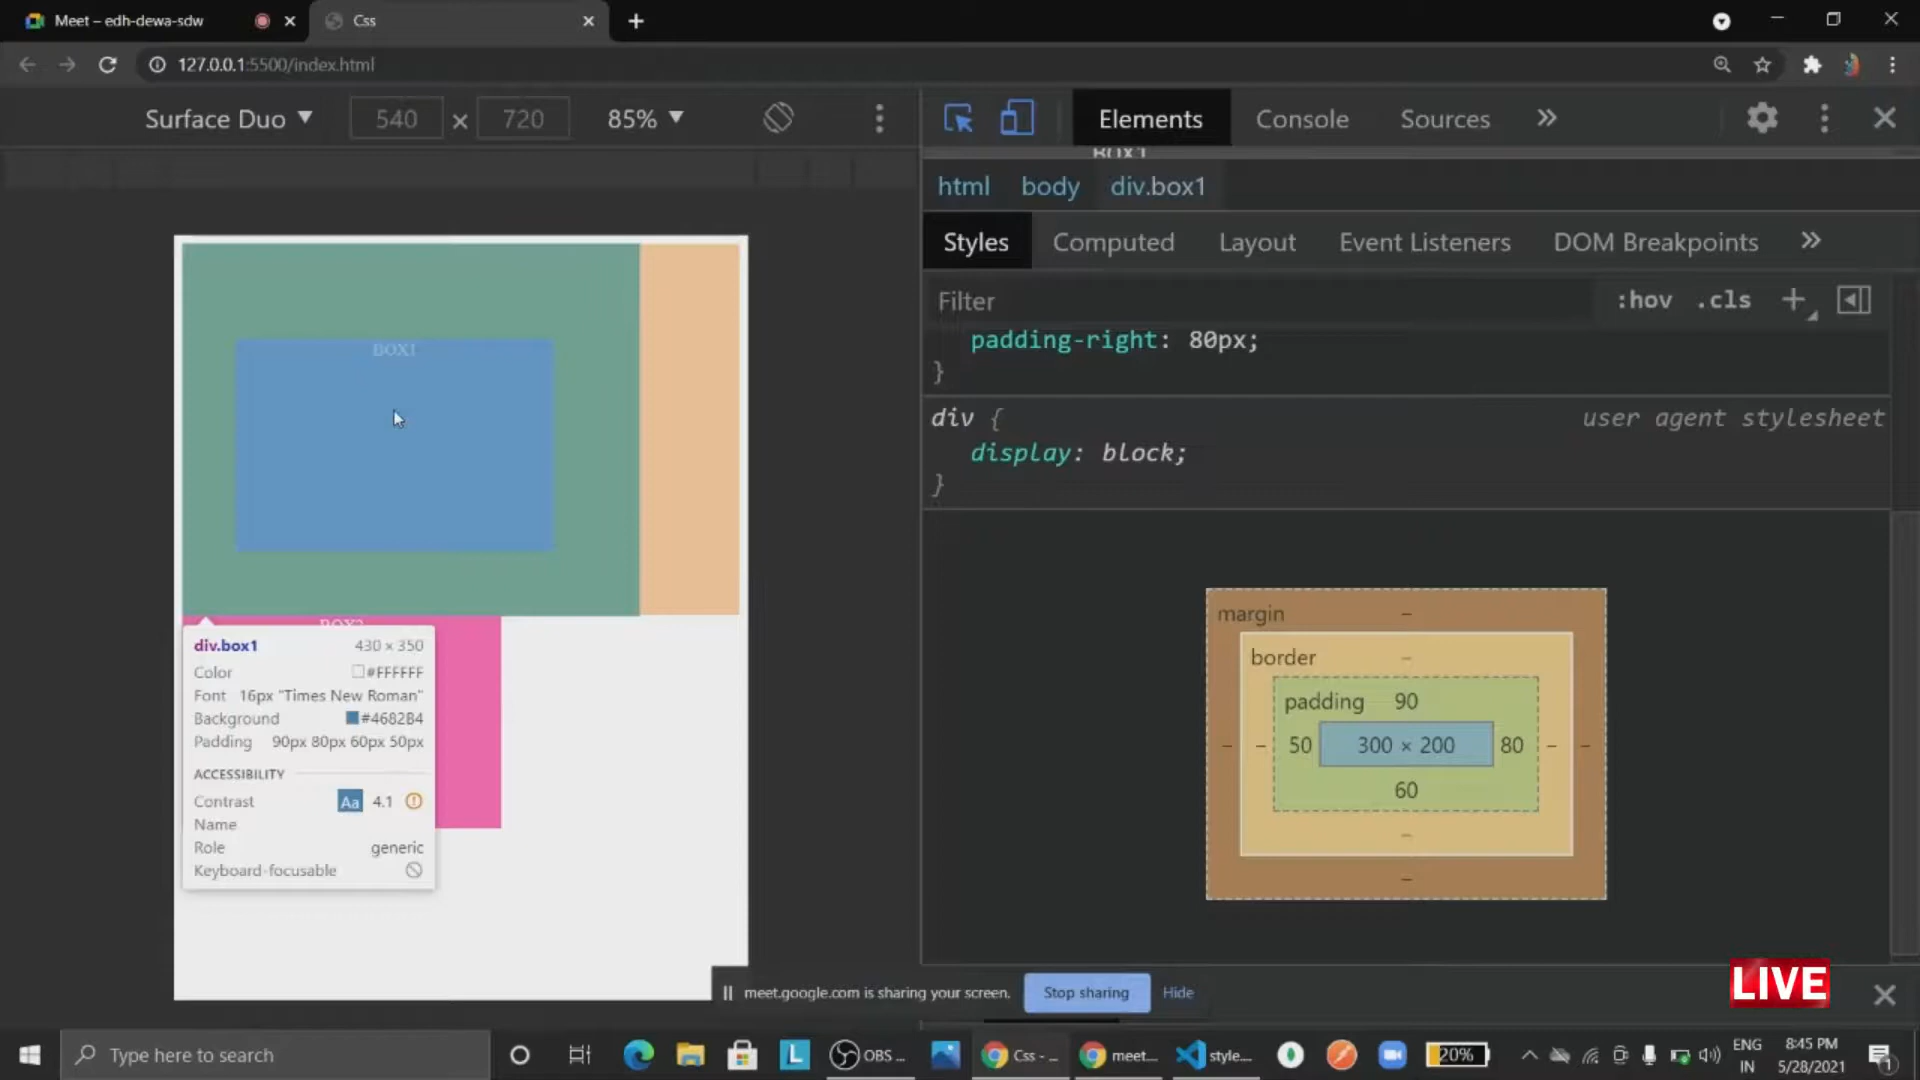 Meet – edh-dewa-sdw
Css
127.0.0.1:5500/index.html
Surface Duo
540 × 720
85%
Elements
Console
Sources
BOX1
html body div.box1
Styles
Computed
Layout
Event Listeners
DOM Breakpoints
Filter
:hov .cls
padding-right: 80px;
}
div {
user agent stylesheet
display: block;
}
BOX1
BOX2
div.box1 430 × 350
Color #FFFFFF
Font 16px "Times New Roman"
Background #4682B4
Padding 90px 80px 60px 50px
ACCESSIBILITY
Contrast Aa 4.1
Name
Role generic
Keyboard-focusable
margin –
border –
padding 90
– – 50 300 × 200 80 – –
60
–
–
LIVE
meet.google.com is sharing your screen.
Stop sharing
Hide
Type here to search
OBS ...
Css - ...
meet...
style...
20%
ENG
IN
8:45 PM
5/28/2021
1